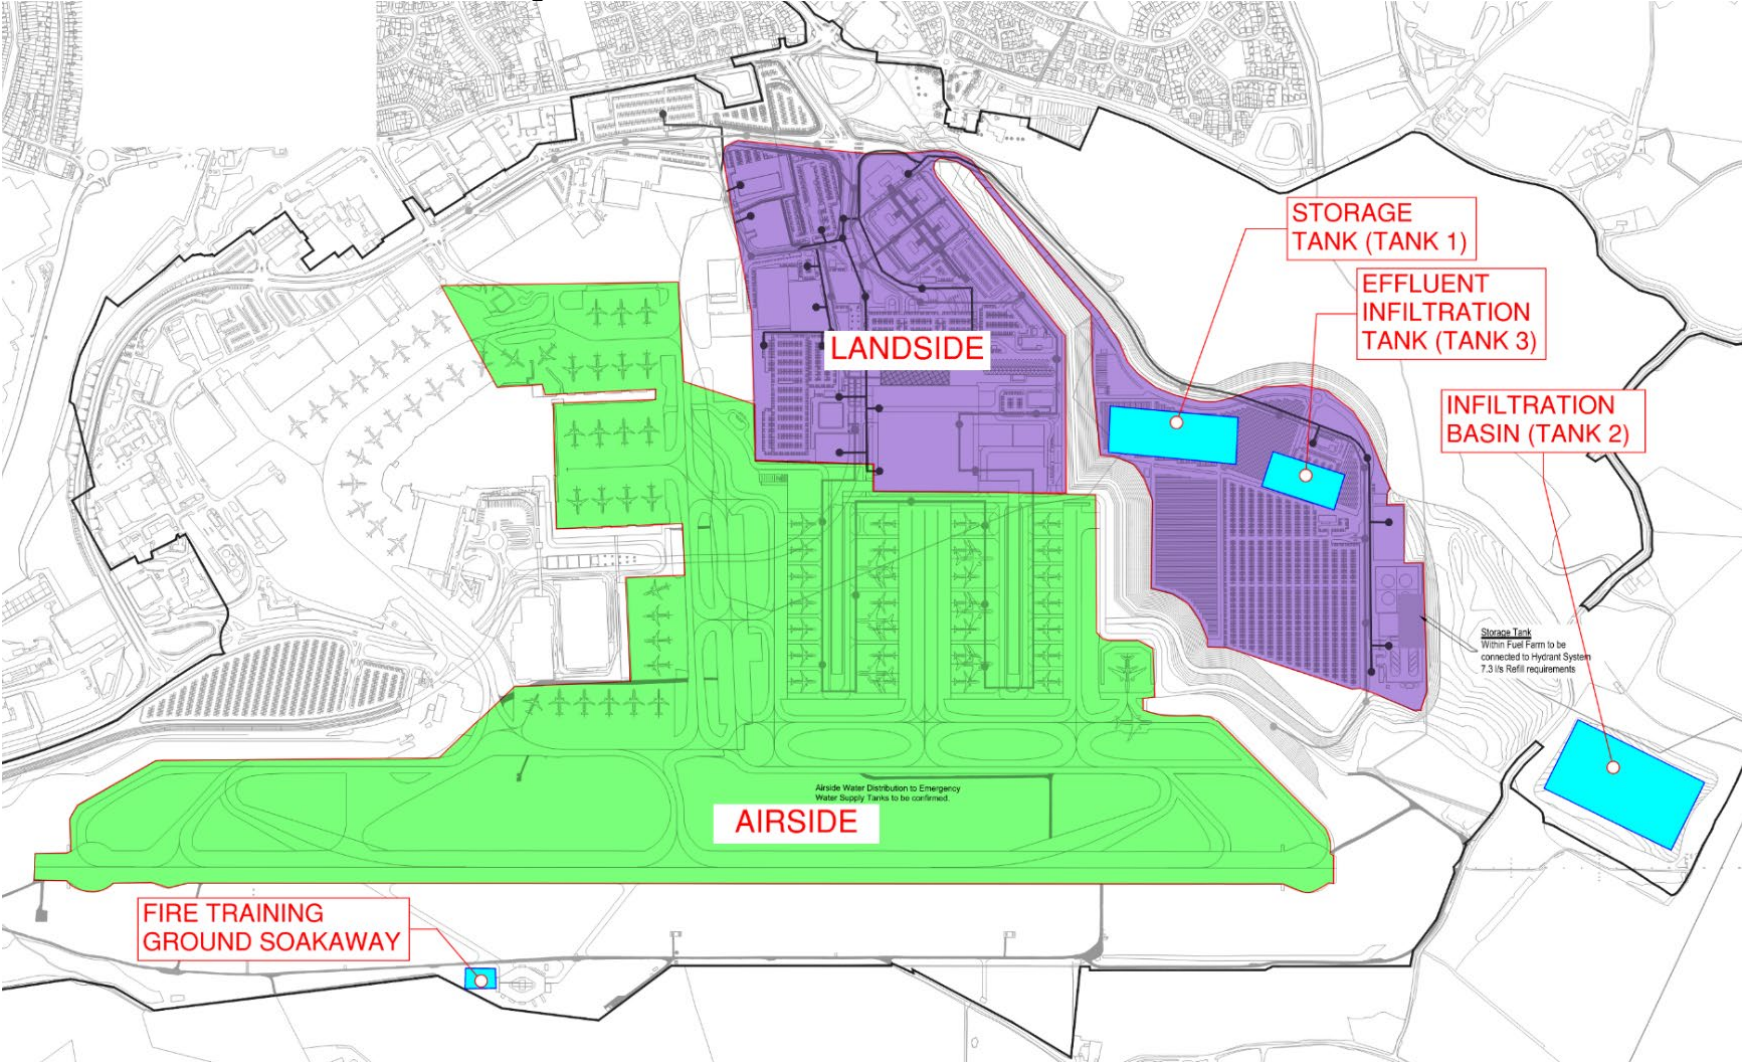 STORAGE
TANK (TANK 1)
EFFLUENT
INFILTRATION
TANK (TANK 3)
LANDSIDE
INFILTRATION
BASIN (TANK 2)
Storage Tank
Within Fuel Farm to be
connected to Hydrant System
7.3 l/s Refill requirements
Airside Water Distribution to Emergency
Water Supply Tanks to be confirmed.
AIRSIDE
FIRE TRAINING
GROUND SOAKAWAY